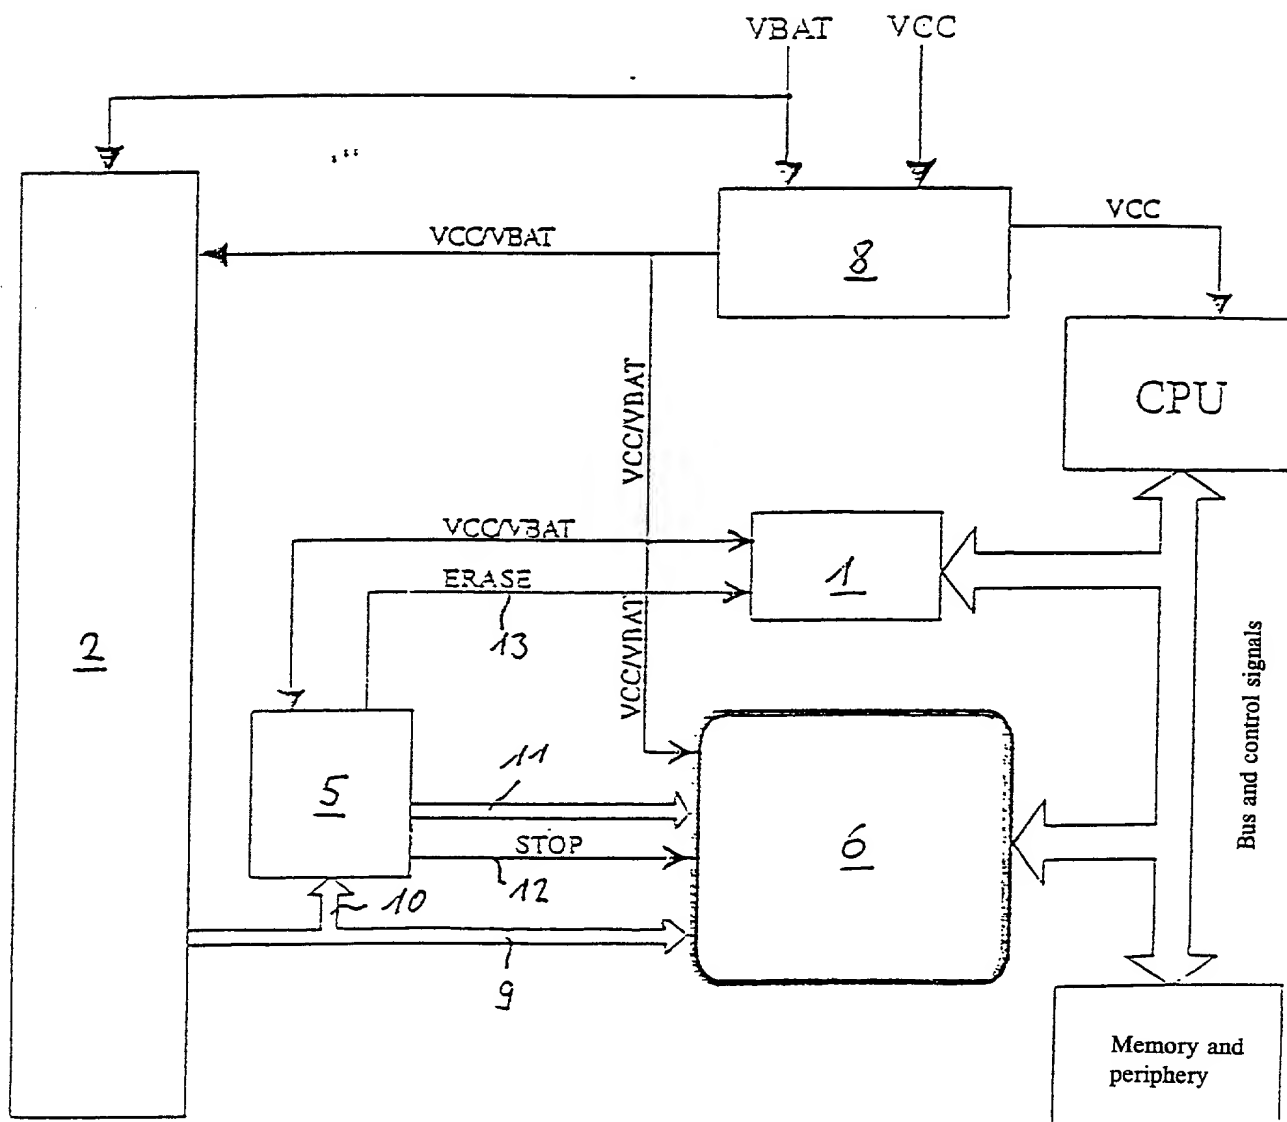 VBAT VCC
VCC
VCC/VBAT
8
VCC/VBAT
CPU
VCC/VBAT
ERASE
1
13
VCC/VBAT
2
Bus and control signals
11
5
STOP
6
12
10
9
Memory and
periphery